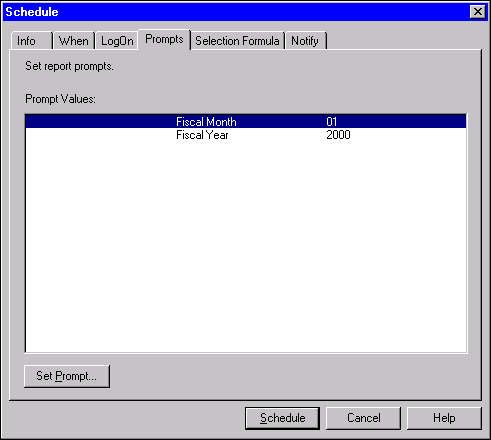 Schedule
Info When LogOn Prompts Selection Formula Notify
Set report prompts.
Prompt Values:
Fiscal Month 01
Fiscal Year 2000
Set Prompt...
Schedule Cancel Help